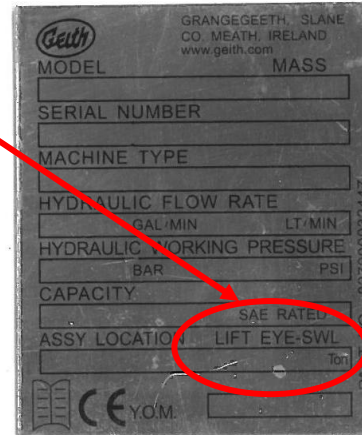 Geith
GRANGEGEETH, SLANE
CO. MEATH, IRELAND
www.geith.com
MODEL MASS
SERIAL NUMBER
MACHINE TYPE
HYDRAULIC FLOW RATE
GAL/MIN LT/MIN
HYDRAULIC WORKING PRESSURE
BAR PSI
CAPACITY
SAE RATED
ASSY LOCATION LIFT EYE-SWL
Ton
CE Y.O.M.